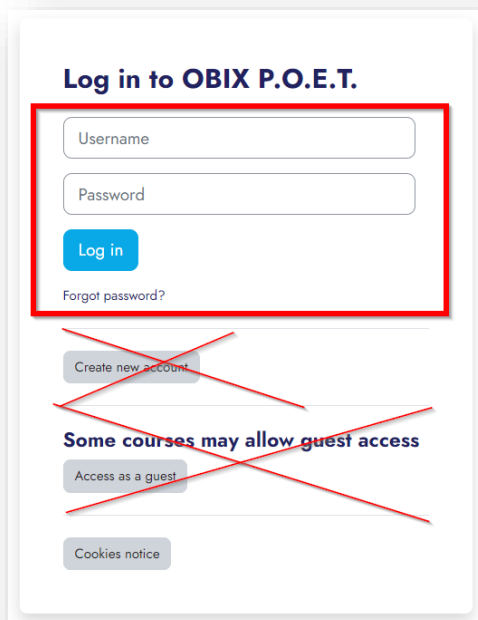 Log in to OBIX P.O.E.T.
Username
Password
Log in
Forgot password?
Create new account
Some courses may allow guest access
Access as a guest
Cookies notice